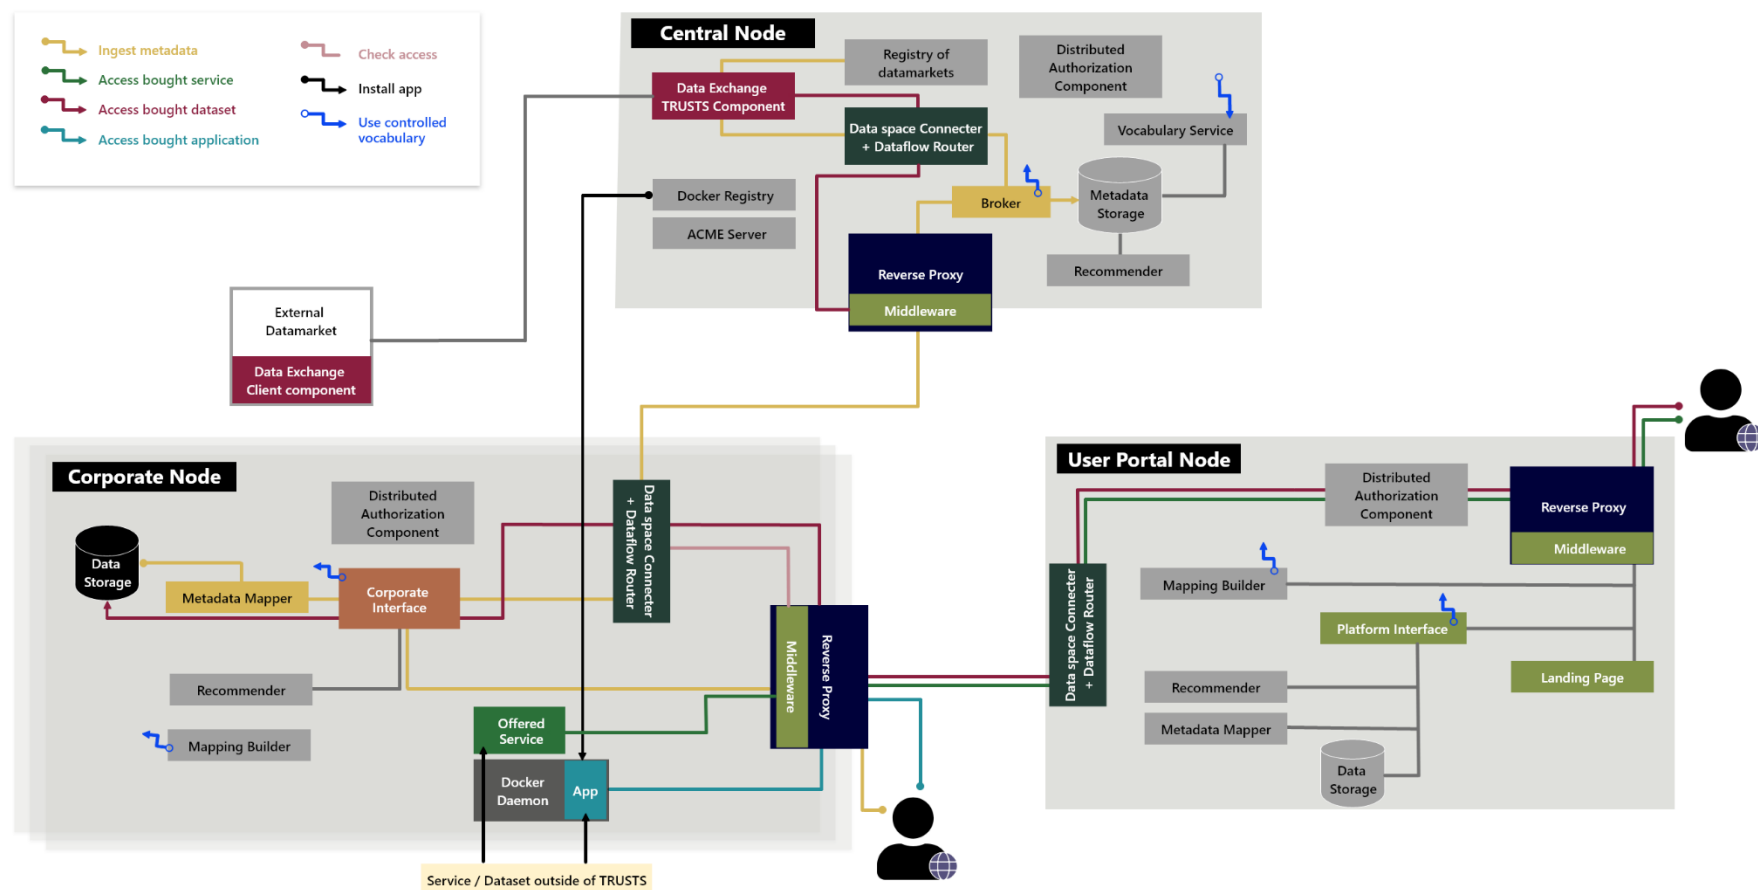 Ingest metadata
Access bought service
Access bought dataset
Access bought application
Check access
Install app
Use controlled
vocabulary
Central Node
Registry of
datamarkets
Distributed
Authorization
Component
Data Exchange
TRUSTS Component
Data space Connecter
+ Dataflow Router
Vocabulary Service
Docker Registry
ACME Server
Broker
Metadata
Storage
Recommender
Reverse Proxy
Middleware
External
Datamarket
Data Exchange
Client component
Corporate Node
Distributed
Authorization
Component
Data
Storage
Metadata Mapper
Corporate
Interface
Data space Connecter
+ Dataflow Router
Recommender
Mapping Builder
Offered
Service
Docker
Daemon
App
Middleware
Reverse Proxy
Service / Dataset outside of TRUSTS
User Portal Node
Distributed
Authorization
Component
Reverse Proxy
Middleware
Data space Connecter
+ Dataflow Router
Mapping Builder
Platform Interface
Landing Page
Recommender
Metadata Mapper
Data
Storage